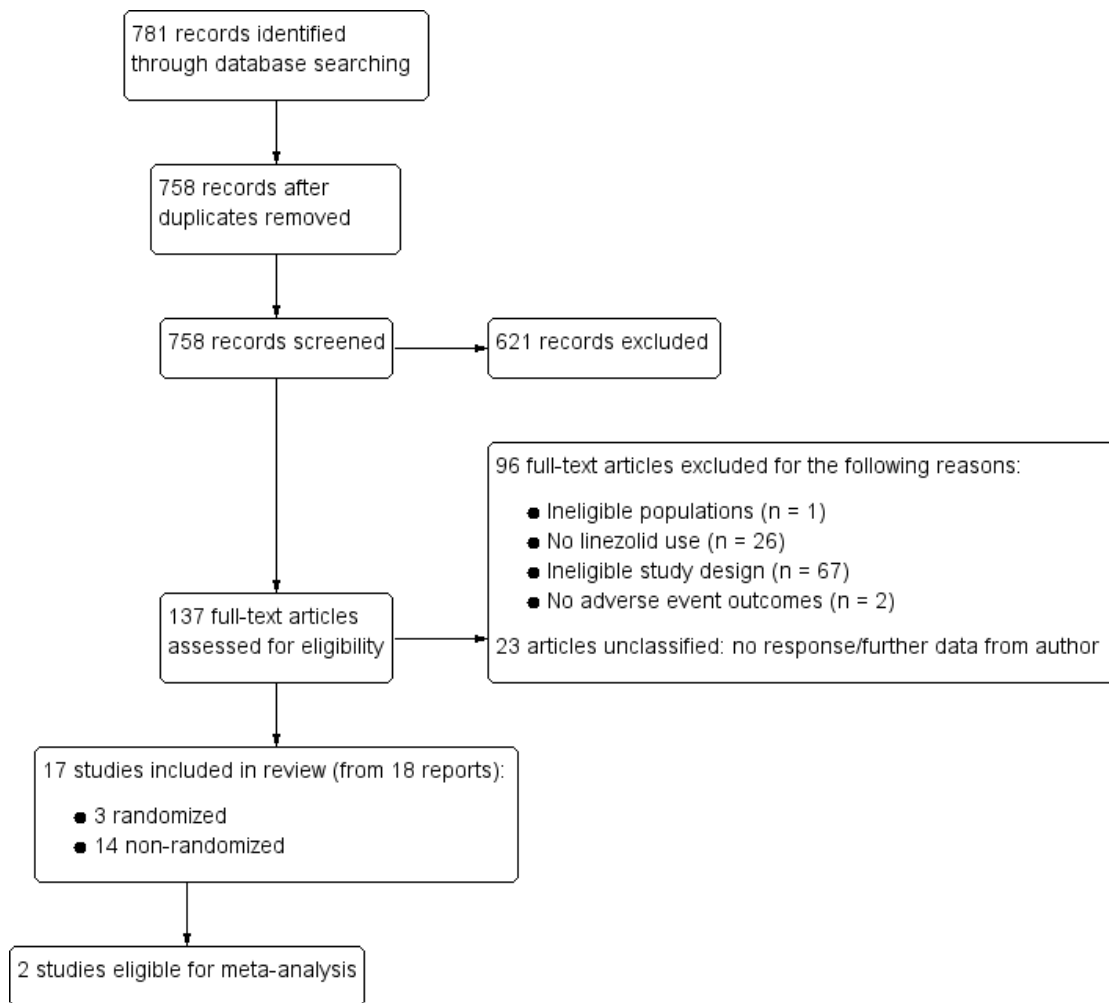 781 records identified
through database searching
758 records after
duplicates removed
758 records screened
621 records excluded
96 full-text articles excluded for the following reasons:
● Ineligible populations (n = 1)
● No linezolid use (n = 26)
● Ineligible study design (n = 67)
● No adverse event outcomes (n = 2)
23 articles unclassified: no response/further data from author
137 full-text articles
assessed for eligibility
17 studies included in review (from 18 reports):
● 3 randomized
● 14 non-randomized
2 studies eligible for meta-analysis